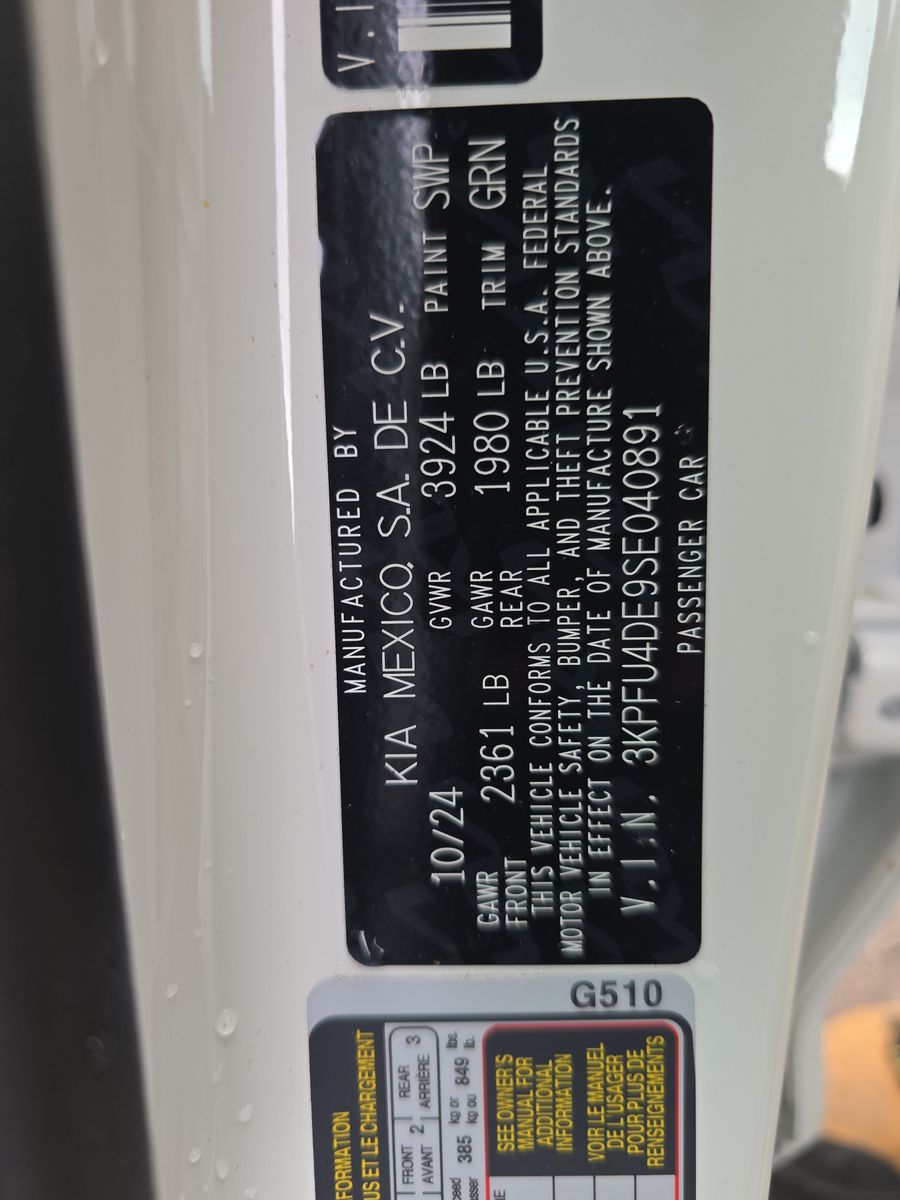 V.I
MANUFACTURED BY
KIA MEXICO, S.A. DE C.V.
10/24 GVWR 3924 LB PAINT SWP
GAWR FRONT 2361 LB GAWR REAR 1980 LB TRIM GRN
THIS VEHICLE CONFORMS TO ALL APPLICABLE U.S.A. FEDERAL
MOTOR VEHICLE SAFETY, BUMPER, AND THEFT PREVENTION STANDARDS
IN EFFECT ON THE DATE OF MANUFACTURE SHOWN ABOVE.
V.I.N. 3KPFU4DE9SE040891
PASSENGER CAR
G510
FORMATION
US ET LE CHARGEMENT
FRONT 2 REAR 3
AVANT ARRIÈRE
385 kg or 849 lbs.
kg ou lb.
SEE OWNER'S
MANUAL FOR
ADDITIONAL
INFORMATION
VOIR LE MANUEL
DE L'USAGER
POUR PLUS DE
RENSEIGNEMENTS